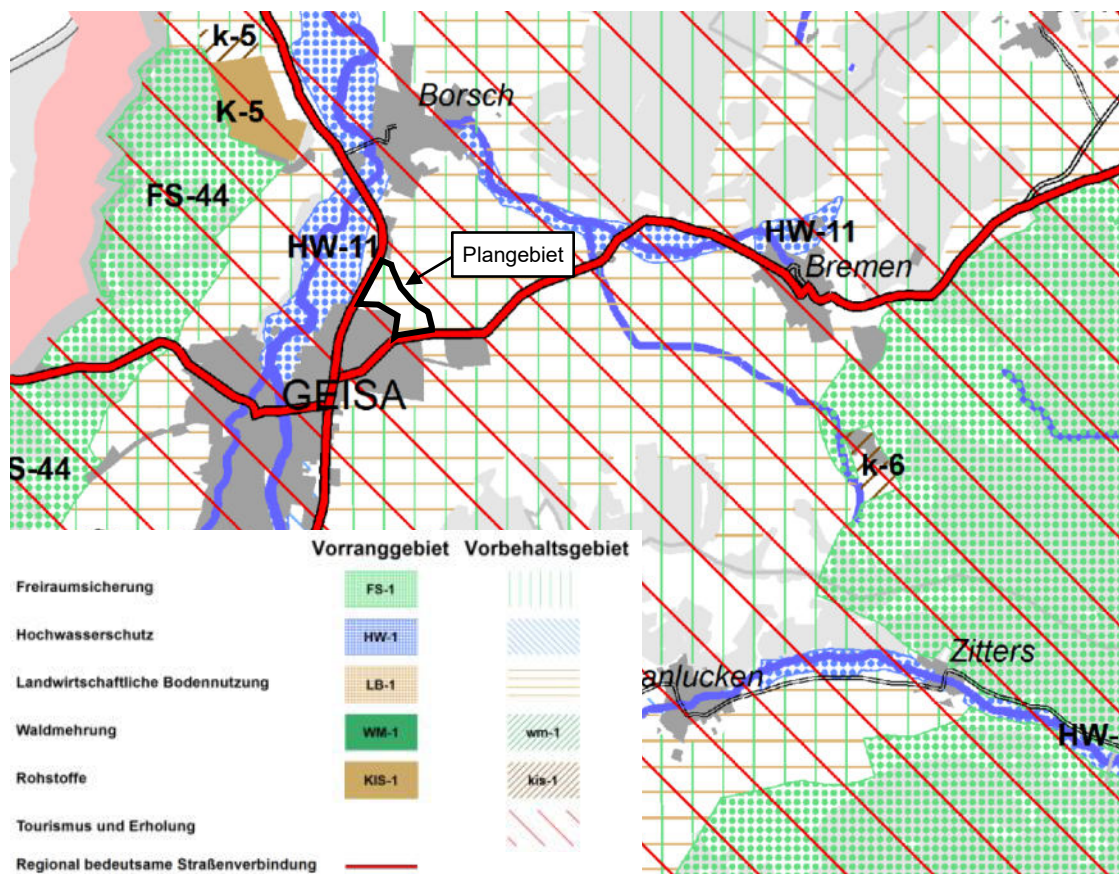 k-5
Borsch
K-5
FS-44
HW-11
Plangebiet
HW-11
Bremen
GEISA
S-44
k-6
Vorranggebiet Vorbehaltsgebiet
Freiraumsicherung FS-1
Hochwasserschutz HW-1
Landwirtschaftliche Bodennutzung LB-1
Waldmehrung WM-1 wm-1
Rohstoffe KIS-1 kis-1
Tourismus und Erholung
Regional bedeutsame Straßenverbindung
Zitters
anlucken
HW-